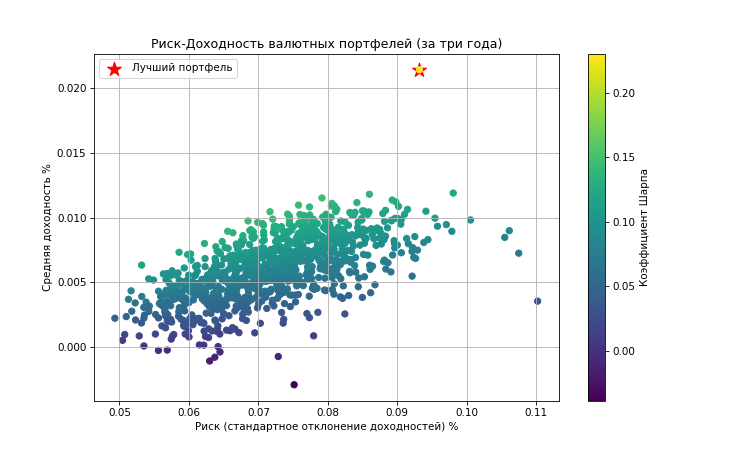 Риск-Доходность валютных портфелей (за три года)
Лучший портфель
Средняя доходность %
0.020
0.015
0.010
0.005
0.000
0.05 0.06 0.07 0.08 0.09 0.10 0.11
Риск (стандартное отклонение доходностей) %
0.20
0.15
0.10
0.05
0.00
Коэффициент Шарпа